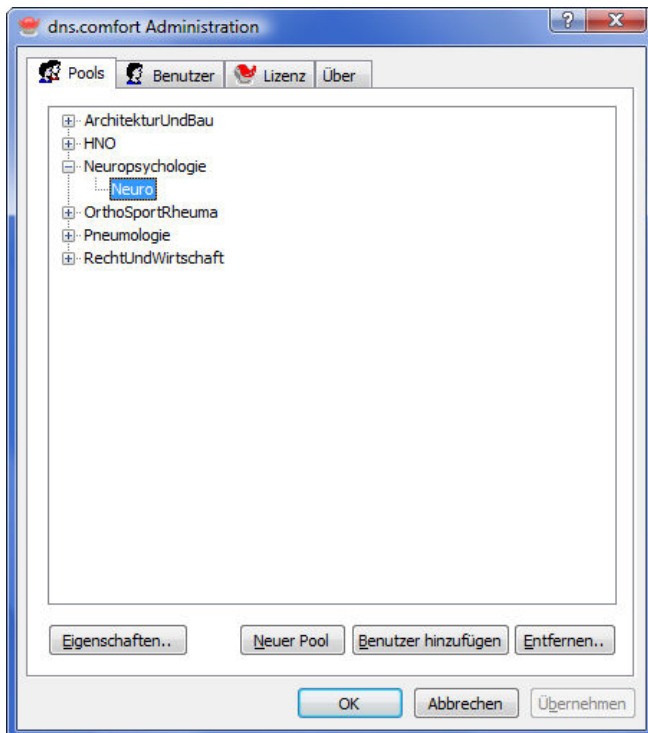 dns.comfort Administration
Pools Benutzer Lizenz Über
ArchitekturUndBau
HNO
Neuropsychologie
Neuro
OrthoSportRheuma
Pneumologie
RechtUndWirtschaft
Eigenschaften.. Neuer Pool Benutzer hinzufügen Entfernen..
OK Abbrechen Übernehmen